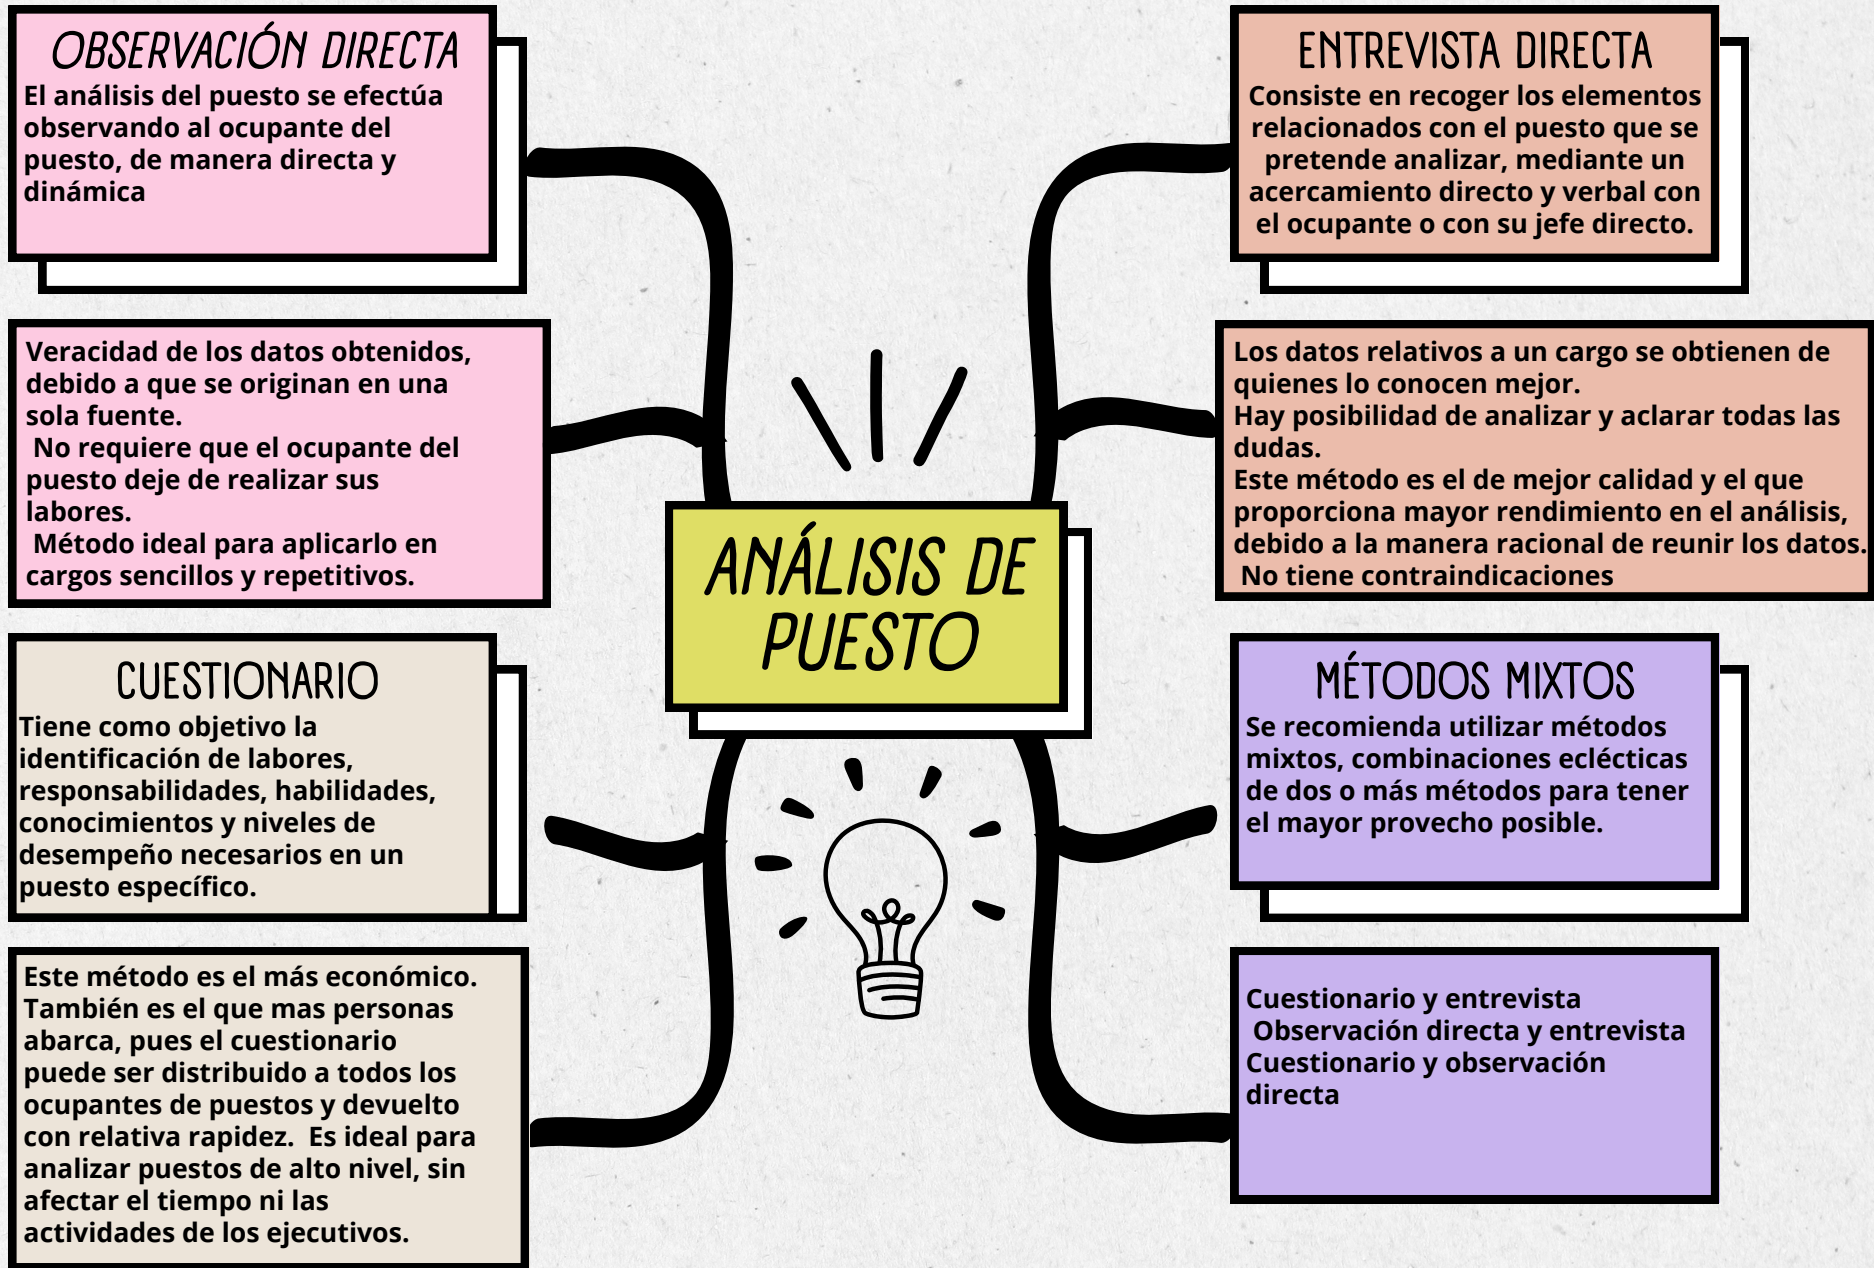 OBSERVACIÓN DIRECTA
El análisis del puesto se efectúa
observando al ocupante del
puesto, de manera directa y
dinámica
Veracidad de los datos obtenidos,
debido a que se originan en una
sola fuente.
No requiere que el ocupante del
puesto deje de realizar sus
labores.
Método ideal para aplicarlo en
cargos sencillos y repetitivos.
CUESTIONARIO
Tiene como objetivo la
identificación de labores,
responsabilidades, habilidades,
conocimientos y niveles de
desempeño necesarios en un
puesto específico.
Este método es el más económico.
También es el que mas personas
abarca, pues el cuestionario
puede ser distribuido a todos los
ocupantes de puestos y devuelto
con relativa rapidez.  Es ideal para
analizar puestos de alto nivel, sin
afectar el tiempo ni las
actividades de los ejecutivos.
ANÁLISIS DE
PUESTO
ENTREVISTA DIRECTA
Consiste en recoger los elementos
relacionados con el puesto que se
pretende analizar, mediante un
acercamiento directo y verbal con
el ocupante o con su jefe directo.
Los datos relativos a un cargo se obtienen de
quienes lo conocen mejor.
Hay posibilidad de analizar y aclarar todas las
dudas.
Este método es el de mejor calidad y el que
proporciona mayor rendimiento en el análisis,
debido a la manera racional de reunir los datos.
No tiene contraindicaciones
MÉTODOS MIXTOS
Se recomienda utilizar métodos
mixtos, combinaciones eclécticas
de dos o más métodos para tener
el mayor provecho posible.
Cuestionario y entrevista
Observación directa y entrevista
Cuestionario y observación
directa